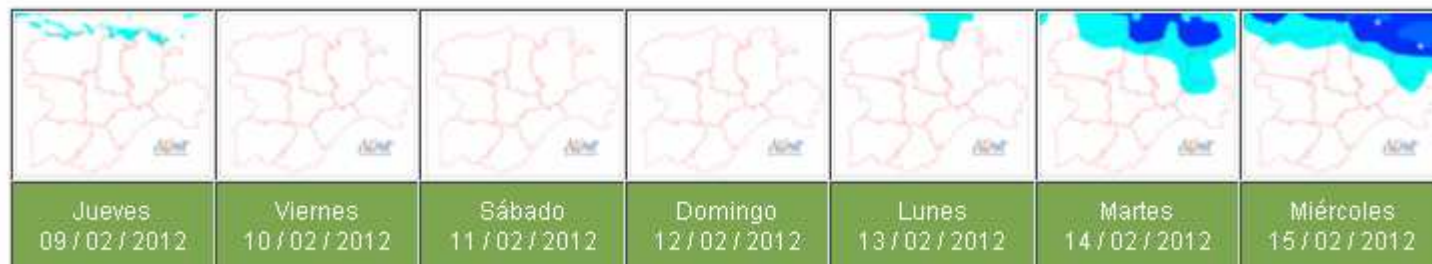 Jueves
09 / 02 / 2012
Viernes
10 / 02 / 2012
Sábado
11 / 02 / 2012
Domingo
12 / 02 / 2012
Lunes
13 / 02 / 2012
Martes
14 / 02 / 2012
Miércoles
15 / 02 / 2012